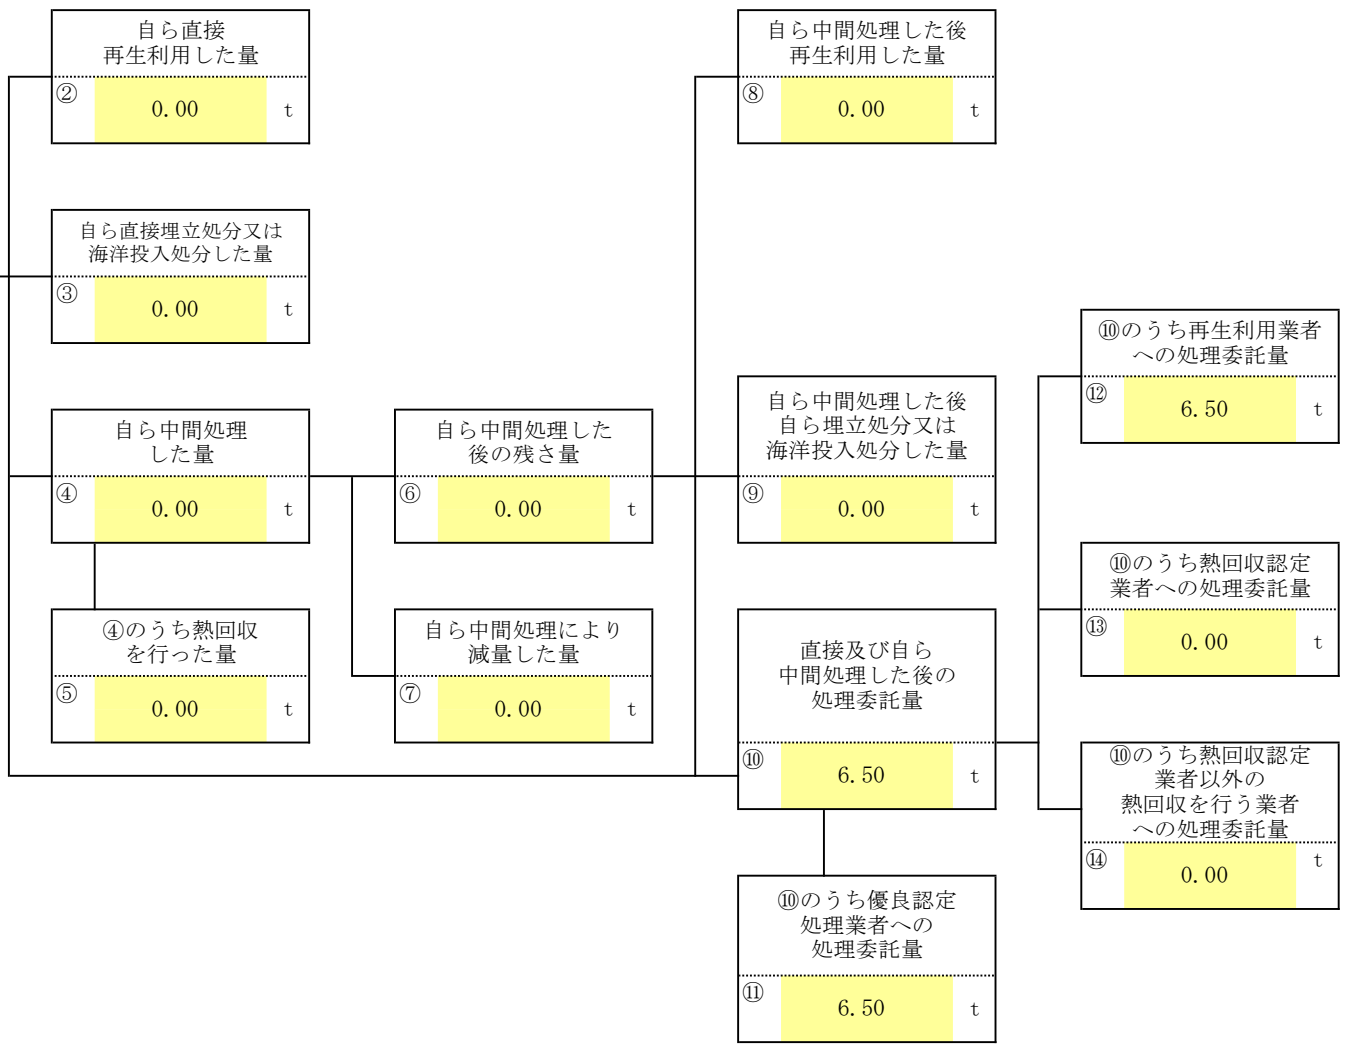 自ら直接
再生利用した量
② 0.00 t
自ら中間処理した後
再生利用した量
⑧ 0.00 t
自ら直接埋立処分又は
海洋投入処分した量
③ 0.00 t
⑩のうち再生利用業者
への処理委託量
⑫ 6.50 t
自ら中間処理
した量
④ 0.00 t
自ら中間処理した
後の残さ量
⑥ 0.00 t
自ら中間処理した後
自ら埋立処分又は
海洋投入処分した量
⑨ 0.00 t
⑩のうち熱回収認定
業者への処理委託量
⑬ 0.00 t
④のうち熱回収
を行った量
⑤ 0.00 t
自ら中間処理により
減量した量
⑦ 0.00 t
直接及び自ら
中間処理した後の
処理委託量
⑩ 6.50 t
⑩のうち熱回収認定
業者以外の
熱回収を行う業者
への処理委託量
⑭ 0.00 t
⑩のうち優良認定
処理業者への
処理委託量
⑪ 6.50 t